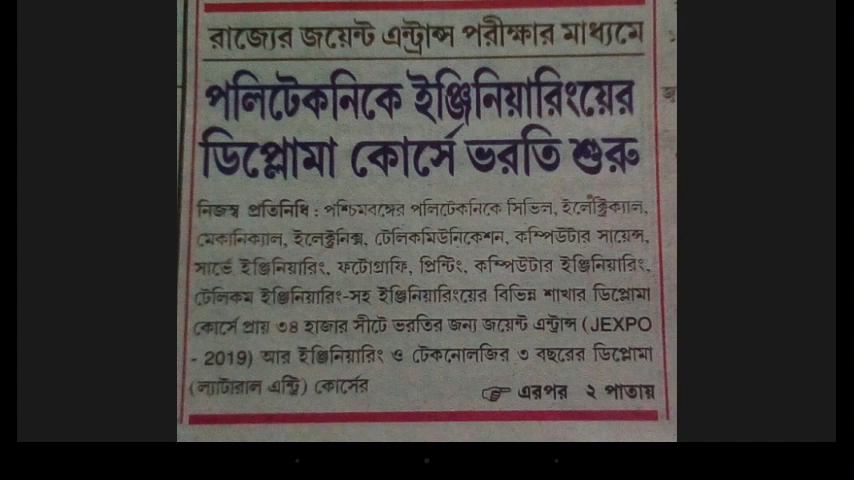 রাজ্যের জয়েন্ট এন্ট্রান্স পরীক্ষার মাধ্যমে
পলিটেকনিকে ইঞ্জিনিয়ারিংয়ের
ডিপ্লোমা কোর্সে ভরতি শুরু
নিজস্ব প্রতিনিধি : পশ্চিমবঙ্গের পলিটেকনিকে সিভিল, ইলেক্ট্রিক্যাল,
মেকানিক্যাল, ইলেক্ট্রনিক্স, টেলিকমিউনিকেশন, কম্পিউটার সায়েন্স,
সার্ভে ইঞ্জিনিয়ারিং, ফটোগ্রাফি, প্রিন্টিং, কম্পিউটার ইঞ্জিনিয়ারিং,
টেলিকম ইঞ্জিনিয়ারিং-সহ ইঞ্জিনিয়ারিংয়ের বিভিন্ন শাখার ডিপ্লোমা
কোর্সে প্রায় ৩৪ হাজার সীটে ভরতির জন্য জয়েন্ট এন্ট্রান্স (JEXPO
- 2019) আর ইঞ্জিনিয়ারিং ও টেকনোলজির ৩ বছরের ডিপ্লোমা
(ল্যাটারাল এন্ট্রি) কোর্সের
☞ এরপর ২ পাতায়